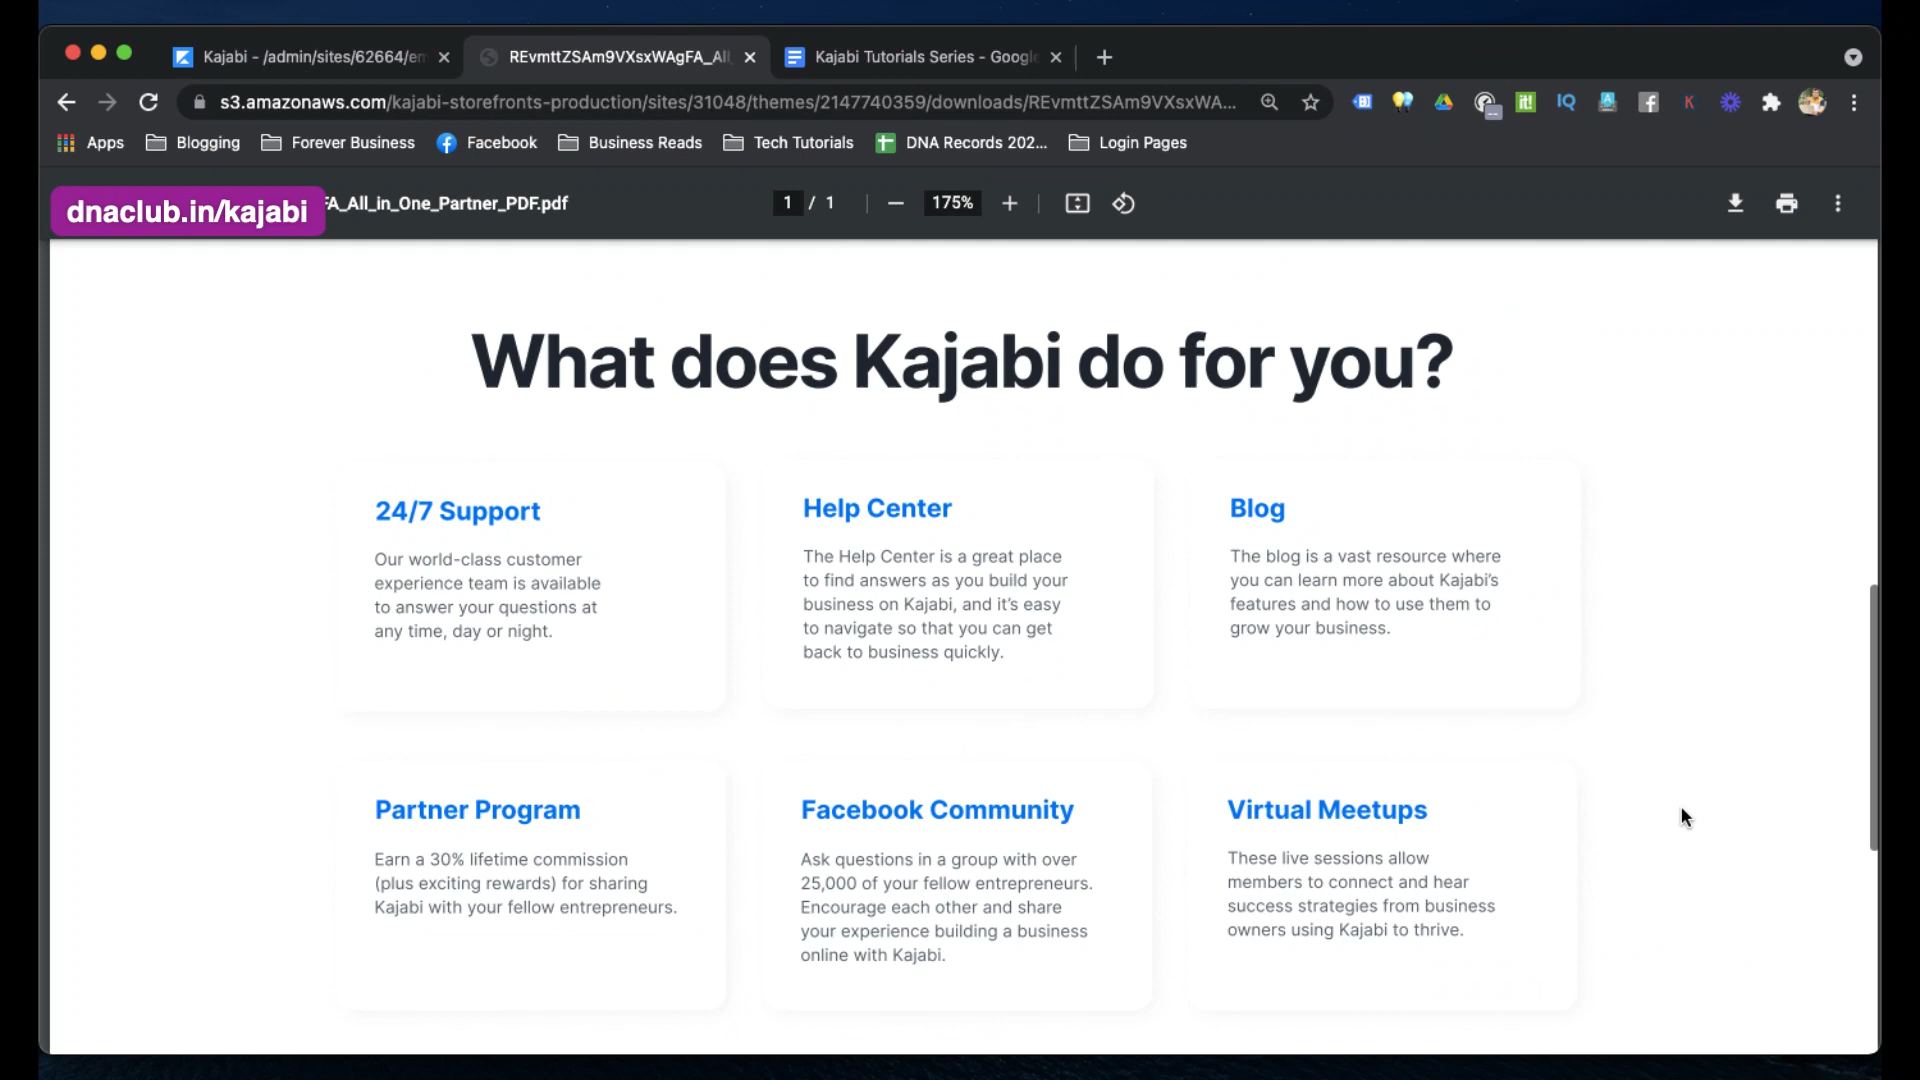 Kajabi - /admin/sites/62664/em
REvmttZSAm9VXsxWAgFA_All
Kajabi Tutorials Series - Google
s3.amazonaws.com/kajabi-storefronts-production/sites/31048/themes/2147740359/downloads/REvmttZSAm9VXsxWA...
Apps
Blogging
Forever Business
Facebook
Business Reads
Tech Tutorials
DNA Records 202...
Login Pages
dnaclub.in/kajabi
FA_All_in_One_Partner_PDF.pdf
1 / 1
175%
What does Kajabi do for you?
24/7 Support
Our world-class customer
experience team is available
to answer your questions at
any time, day or night.
Help Center
The Help Center is a great place
to find answers as you build your
business on Kajabi, and it's easy
to navigate so that you can get
back to business quickly.
Blog
The blog is a vast resource where
you can learn more about Kajabi's
features and how to use them to
grow your business.
Partner Program
Earn a 30% lifetime commission
(plus exciting rewards) for sharing
Kajabi with your fellow entrepreneurs.
Facebook Community
Ask questions in a group with over
25,000 of your fellow entrepreneurs.
Encourage each other and share
your experience building a business
online with Kajabi.
Virtual Meetups
These live sessions allow
members to connect and hear
success strategies from business
owners using Kajabi to thrive.